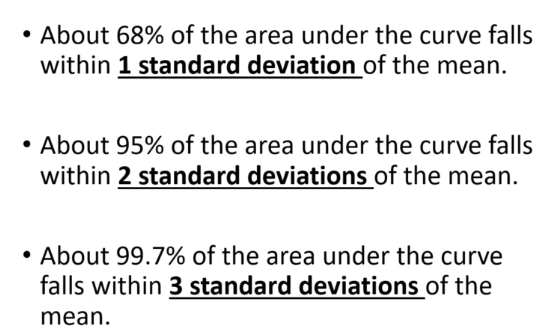 • About 68% of the area under the curve falls
within 1 standard deviation of the mean.
• About 95% of the area under the curve falls
within 2 standard deviations of the mean.
• About 99.7% of the area under the curve
falls within 3 standard deviations of the
mean.